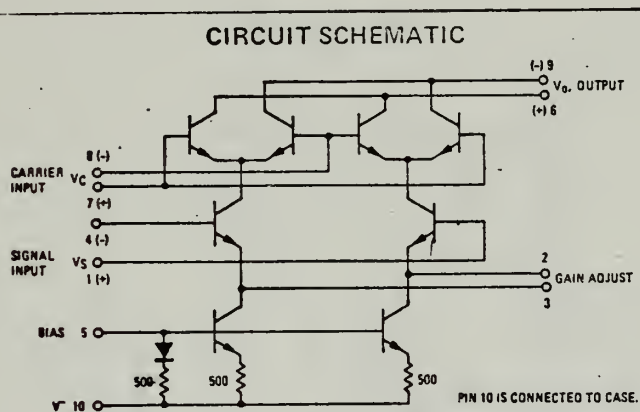 CIRCUIT SCHEMATIC
(-) 9
Vo, OUTPUT
(+) 6
8 (-)
CARRIER INPUT VC
7 (+)
4 (-)
SIGNAL INPUT VS
1 (+)
2
GAIN ADJUST
3
BIAS 5
500 500 500
V- 10
PIN 10 IS CONNECTED TO CASE.